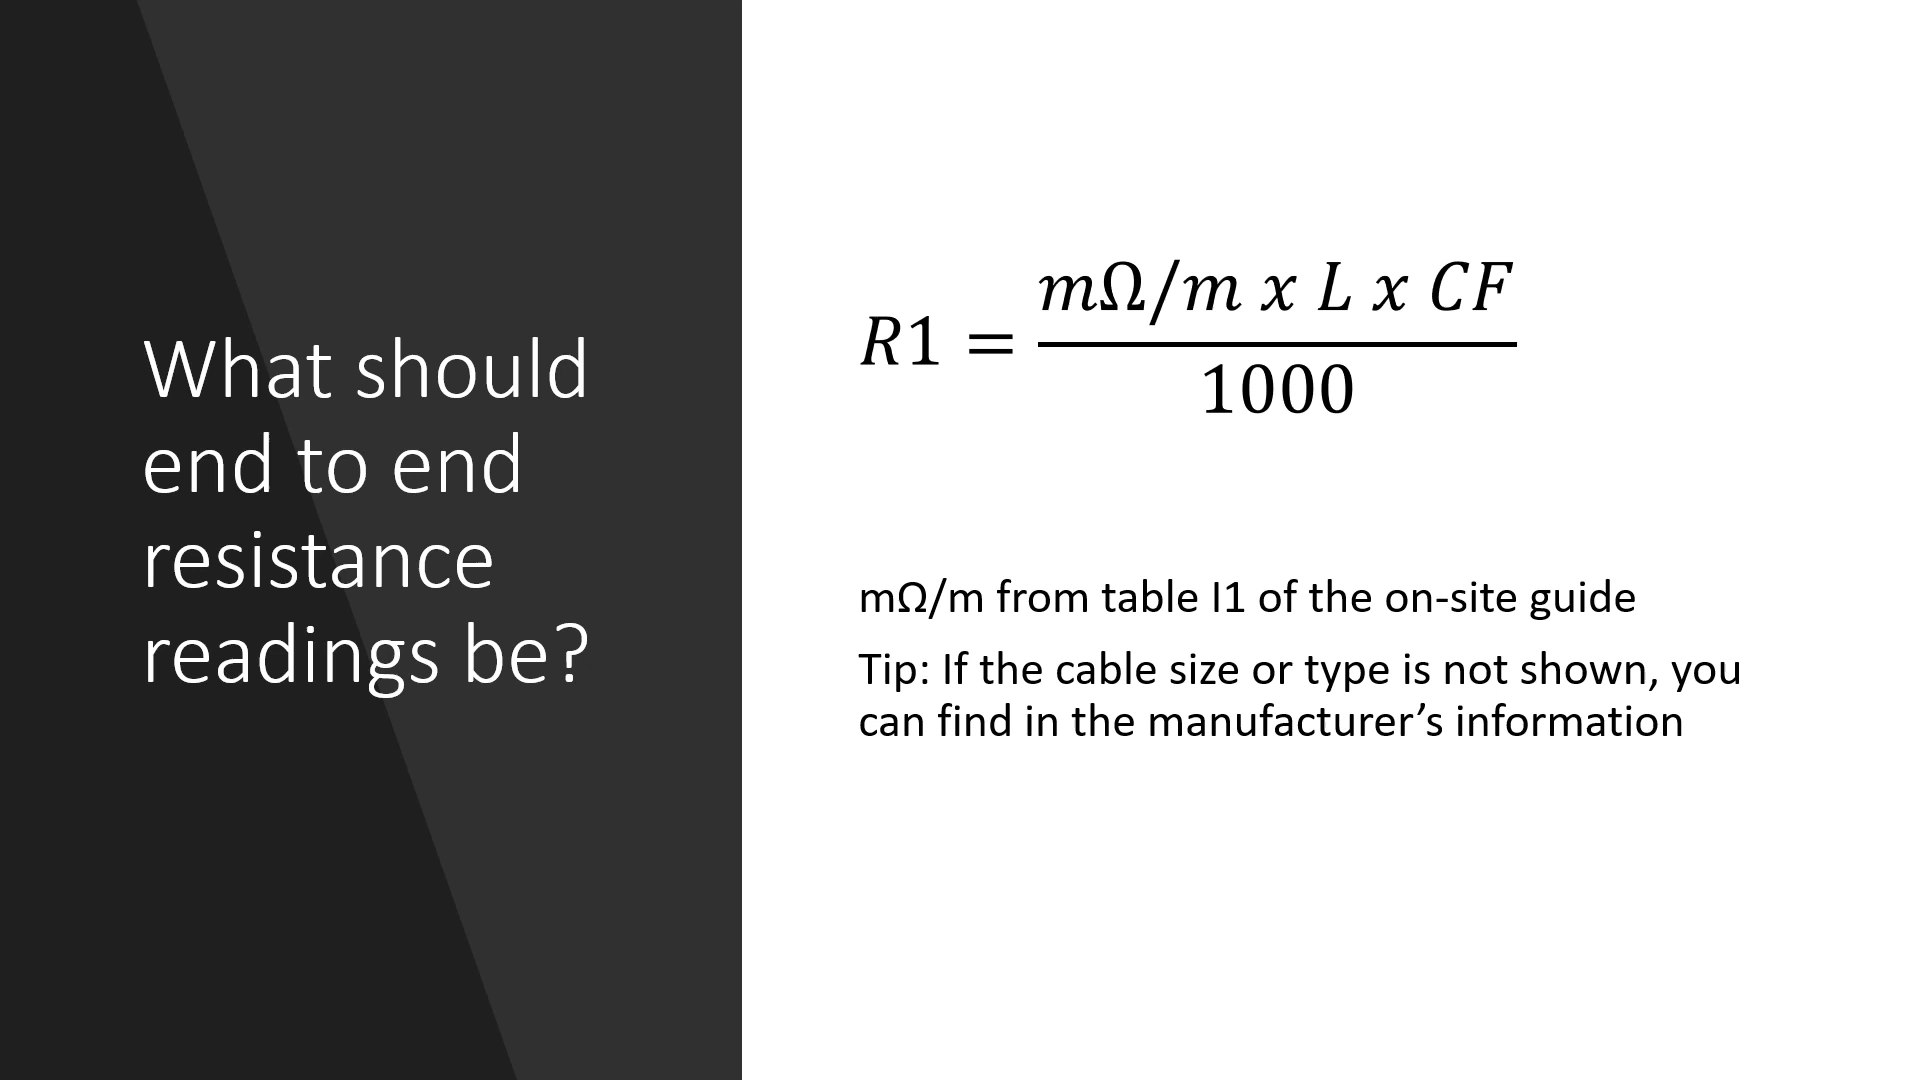 What should
end to end
resistance
readings be?
R1 = mΩ/m x L x CF
1000
mΩ/m from table I1 of the on-site guide
Tip: If the cable size or type is not shown, you
can find in the manufacturer’s information